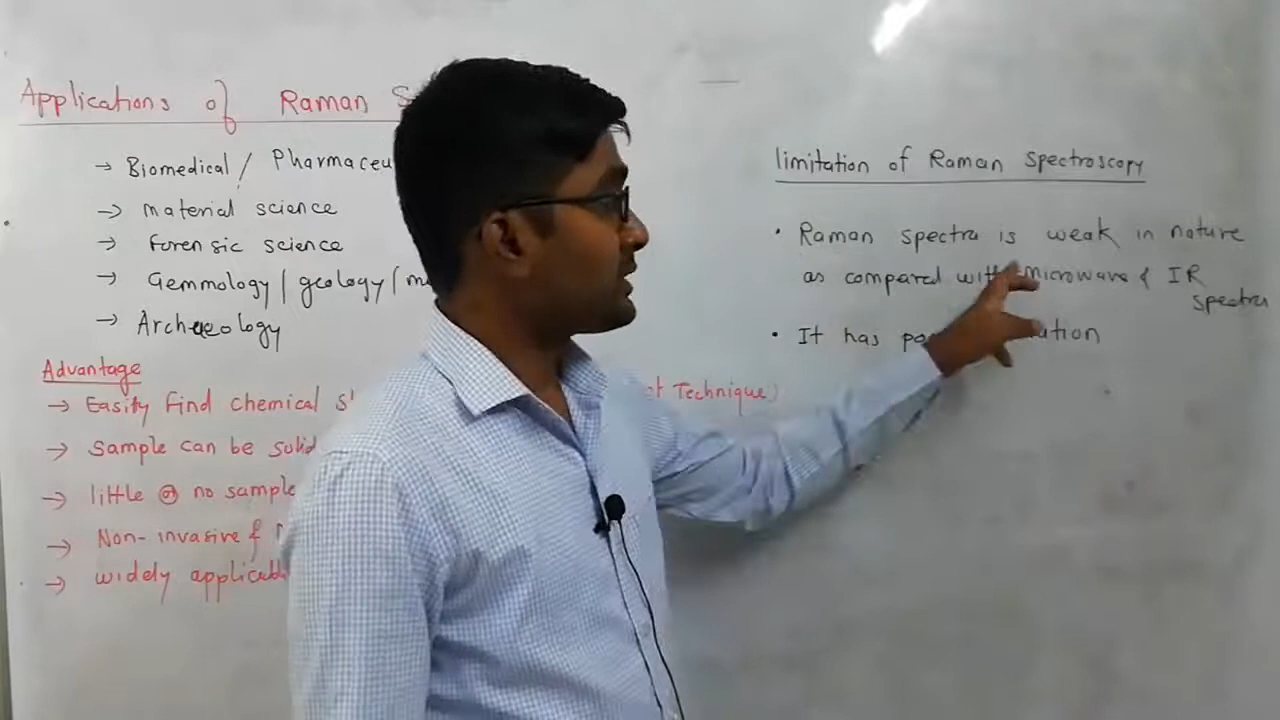 Applications of Raman
→ Biomedical / Pharmaceu
→ material science
→ forensic science
→ Gemmology / geology /
→ Archaeology
Advantage
→ Easity find chemical
→ Sample can be solid
→ little or no sample
→ Non-invasive &
→ widely
Technique)
limitation of Raman Spectroscopy
• Raman spectra is weak in nature
as compared with microwave & IR
spectra
• It has